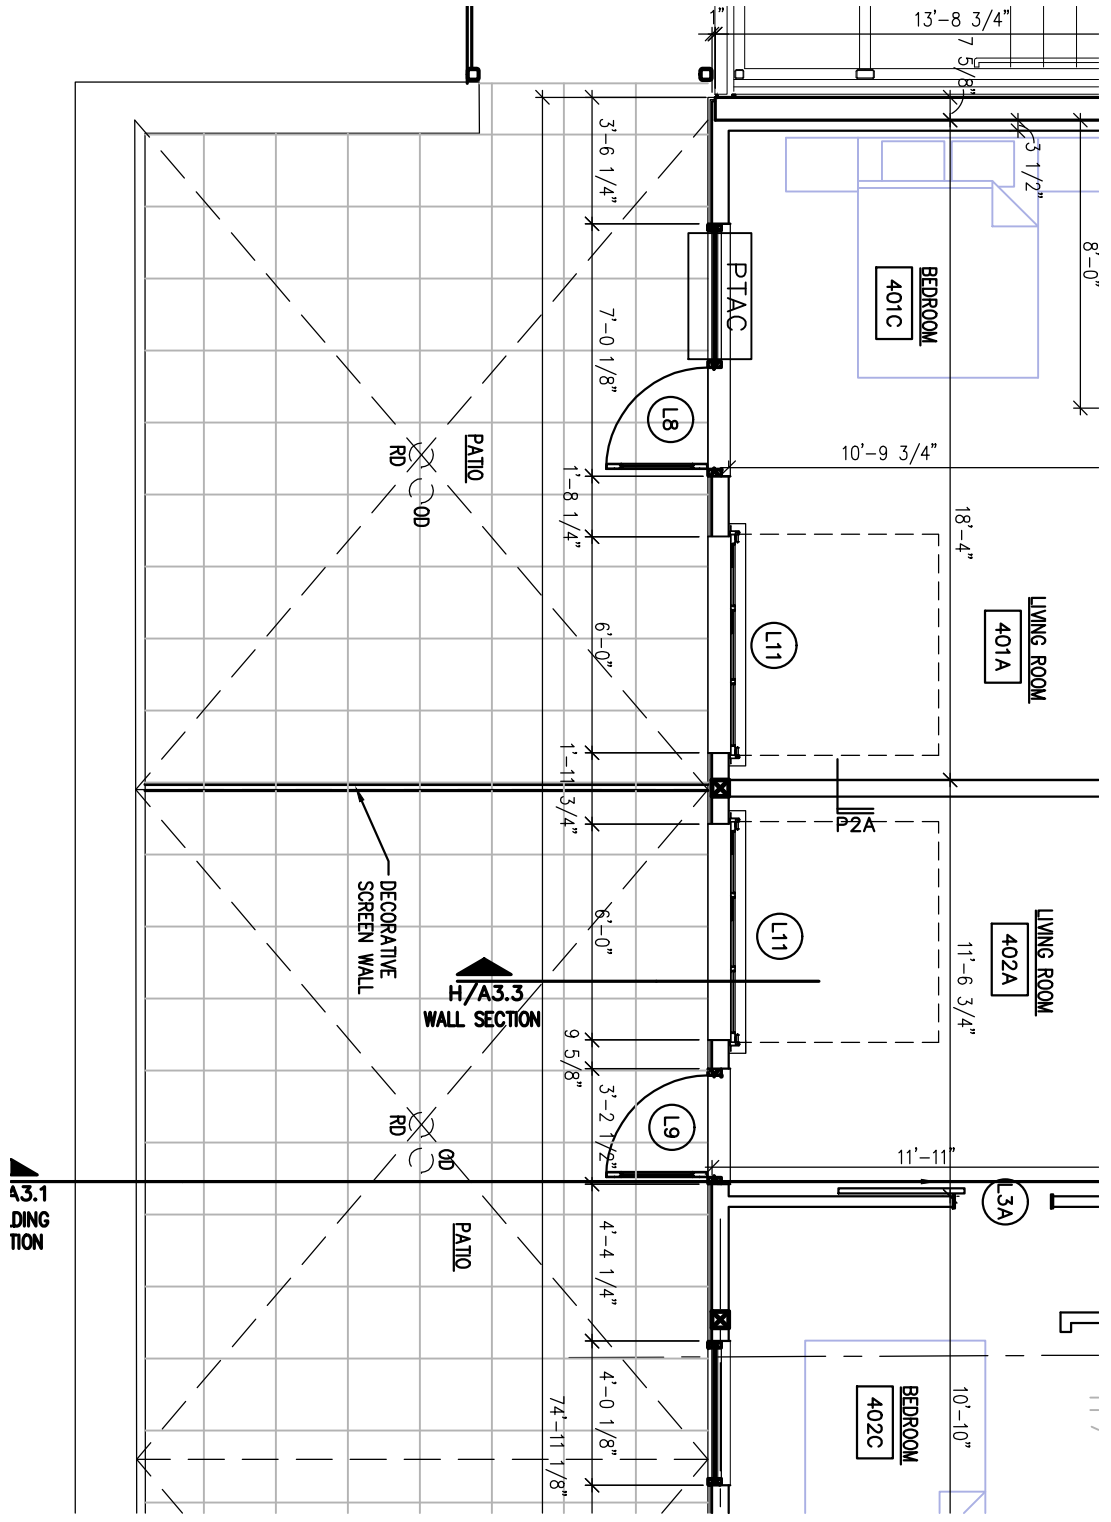 1"
13'-8 3/4"
7 5/8"
3'-6 1/4"
3 1/2"
8'-0"
PTAC
BEDROOM
401C
7'-0 1/8"
L8
PATIO
RD
OD
10'-9 3/4"
1'-8 1/4"
18'-4"
6'-0"
L11
LIVING ROOM
401A
1'-11 3/4"
P2A
DECORATIVE
SCREEN WALL
6'-0"
L11
LIVING ROOM
402A
11'-6 3/4"
H/A3.3
WALL SECTION
9 5/8"
3'-2 1/2"
L9
RD
OD
11'-11"
A3.1
DING
TION
L3A
PATIO
4'-4 1/4"
4'-0 1/8"
74'-11 1/8"
BEDROOM
402C
10'-10"